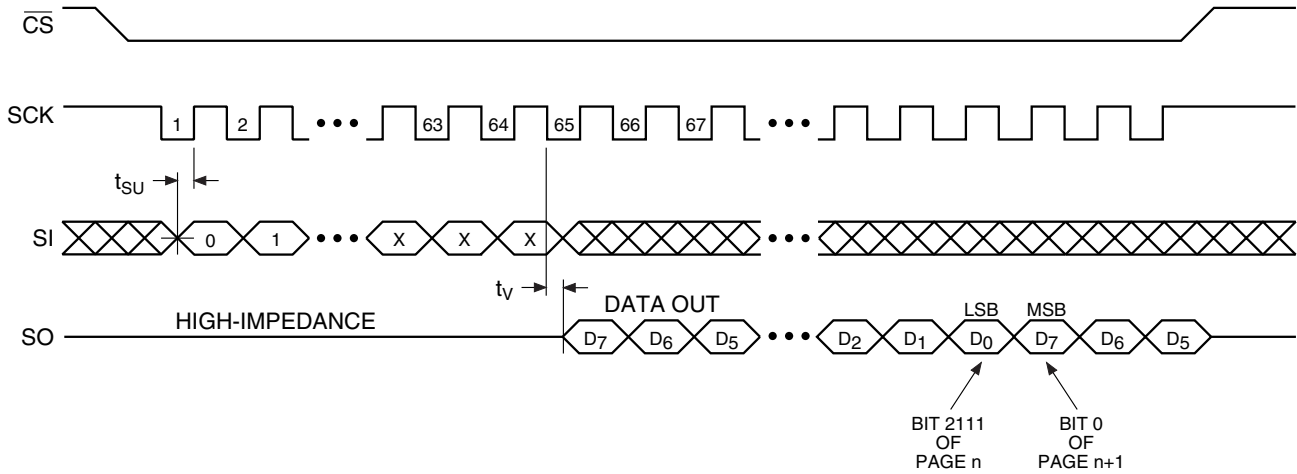 CS
SCK 1 2 ••• 63 64 65 66 67 •••
tSU
SI 0 1 ••• X X X •••
tV
HIGH-IMPEDANCE
DATA OUT
LSB MSB
SO D7 D6 D5 ••• D2 D1 D0 D7 D6 D5
BIT 2111
OF
PAGE n
BIT 0
OF
PAGE n+1